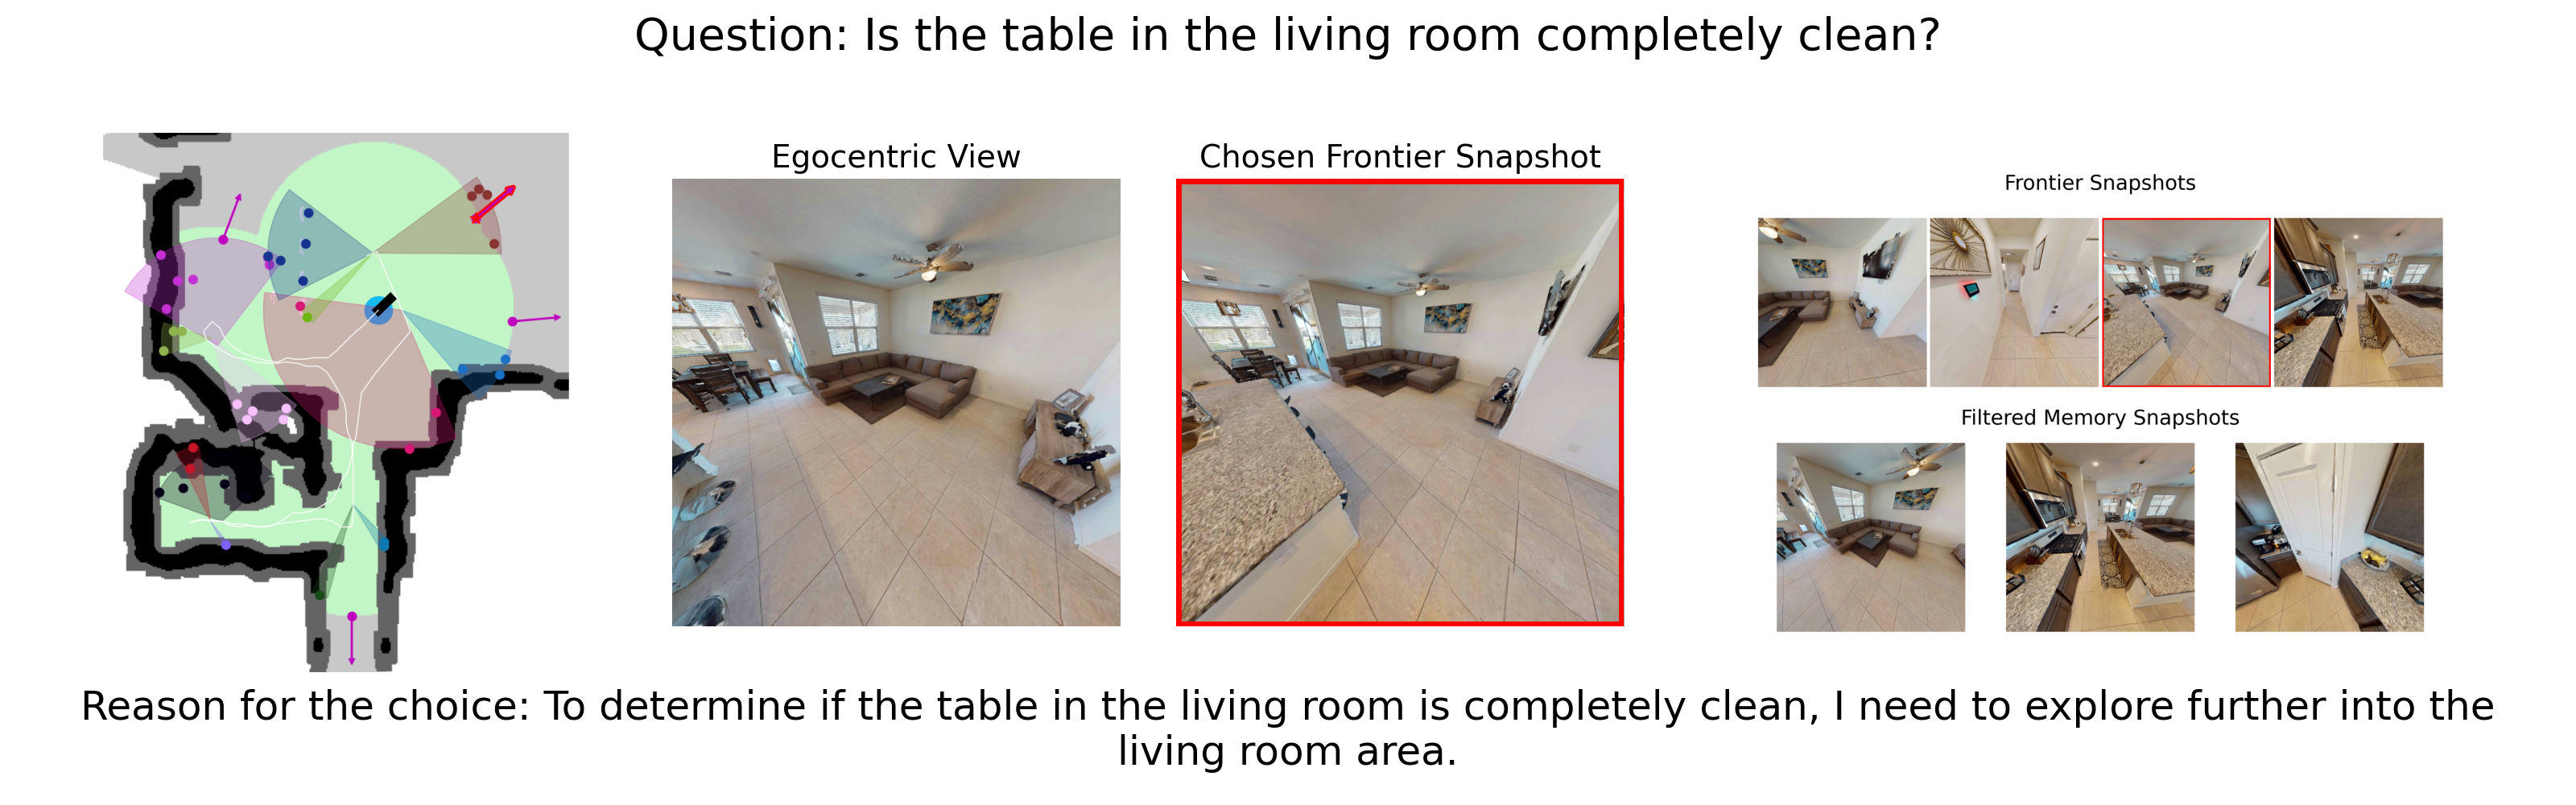 Question: Is the table in the living room completely clean?
Egocentric View
Chosen Frontier Snapshot
Frontier Snapshots
Filtered Memory Snapshots
Reason for the choice: To determine if the table in the living room is completely clean, I need to explore further into the
living room area.